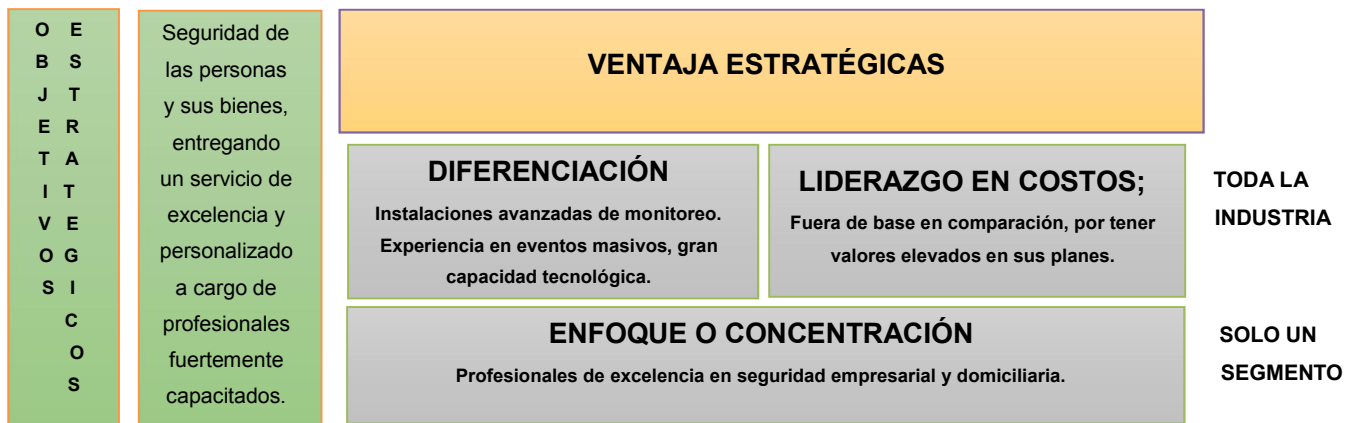 OBJETIVOS
ESTRATEGICOS
Seguridad de
las personas
y sus bienes,
entregando
un servicio de
excelencia y
personalizado
a cargo de
profesionales
fuertemente
capacitados.
VENTAJA ESTRATÉGICAS
DIFERENCIACIÓN
Instalaciones avanzadas de monitoreo.
Experiencia en eventos masivos, gran
capacidad tecnológica.
LIDERAZGO EN COSTOS;
Fuera de base en comparación, por tener
valores elevados en sus planes.
TODA LA
INDUSTRIA
ENFOQUE O CONCENTRACIÓN
Profesionales de excelencia en seguridad empresarial y domiciliaria.
SOLO UN
SEGMENTO